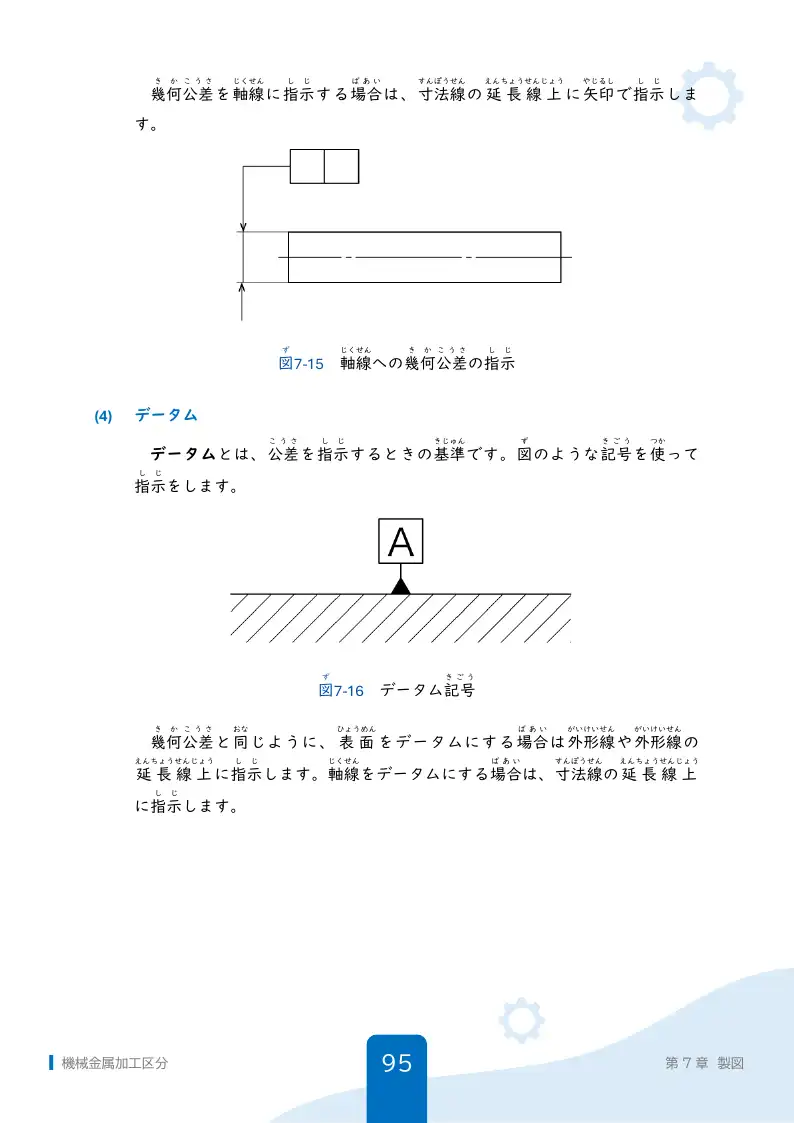 幾何公差を軸線に指示する場合は、寸法線の延長線上に矢印で指示しま
す。
図7-15 軸線への幾何公差の指示
(4) データム
データムとは、公差を指示するときの基準です。図のような記号を使って
指示をします。
A
図7-16 データム記号
幾何公差と同じように、表面をデータムにする場合は外形線や外形線の
延長線上に指示します。軸線をデータムにする場合は、寸法線の延長線上
に指示します。
機械金属加工区分
95
第7章 製図